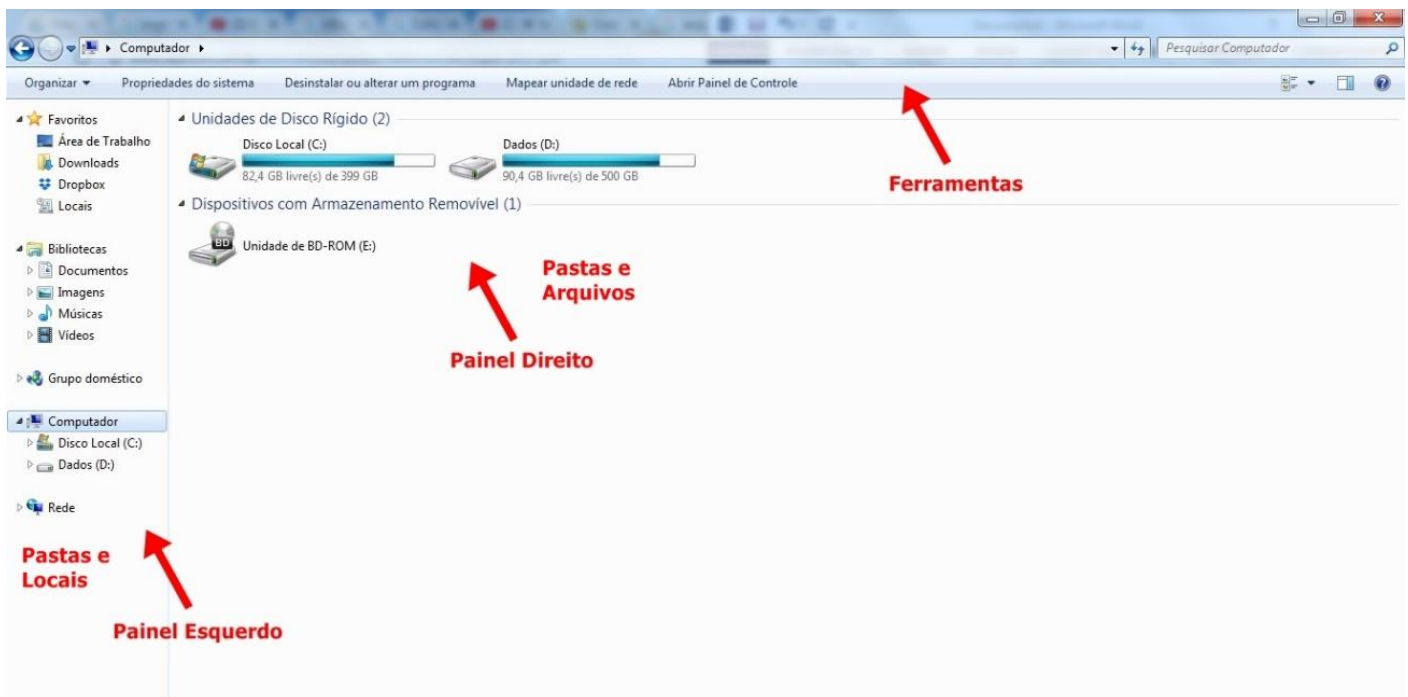 Computador
Pesquisar Computador
Organizar
Propriedades do sistema
Desinstalar ou alterar um programa
Mapear unidade de rede
Abrir Painel de Controle
Favoritos
Área de Trabalho
Downloads
Dropbox
Locais
Bibliotecas
Documentos
Imagens
Músicas
Vídeos
Grupo doméstico
Computador
Disco Local (C:)
Dados (D:)
Rede
Pastas e
Locais
Painel Esquerdo
Unidades de Disco Rígido (2)
Disco Local (C:)
82,4 GB livre(s) de 399 GB
Dados (D:)
90,4 GB livre(s) de 500 GB
Dispositivos com Armazenamento Removível (1)
BD
Unidade de BD-ROM (E:)
Pastas e
Arquivos
Painel Direito
Ferramentas